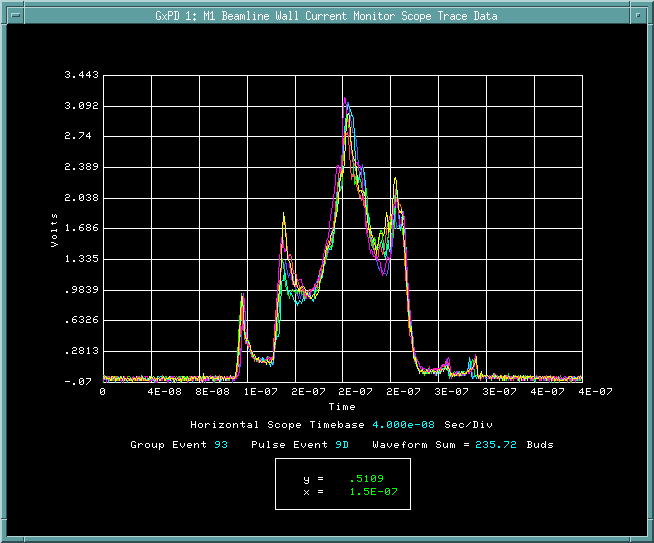 GxPD 1: M1 Beamline Wall Current Monitor Scope Trace Data
3.443
3.092
2.74
2.389
2.038
1.686
1.335
.9839
.6326
.2813
-.07
Volts
0 4E-08 8E-08 1E-07 2E-07 2E-07 2E-07 3E-07 3E-07 4E-07 4E-07
Time
Horizontal Scope Timebase 4.000e-08 Sec/Div
Group Event 93 Pulse Event 9D Waveform Sum = 235.72 Buds
y = .5109
x = 1.5E-07